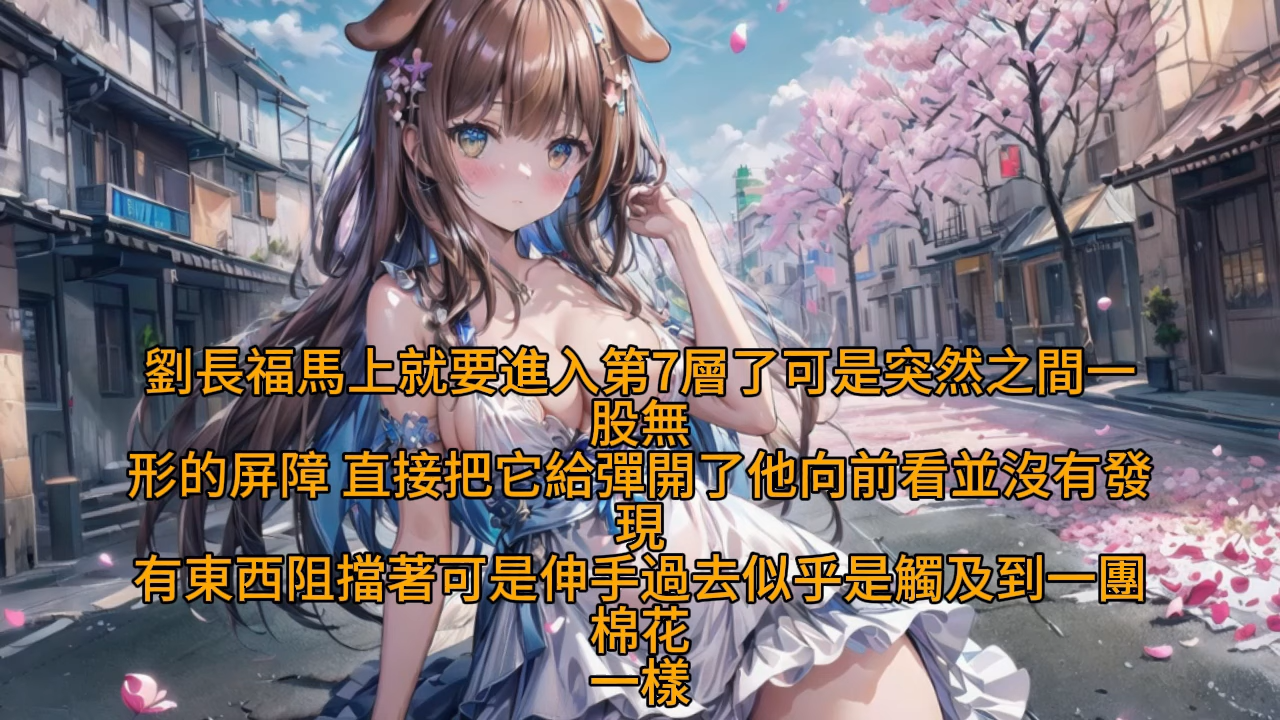 劉長福馬上就要進入第7層了可是突然之間一
股無
形的屏障 直接把它給彈開了他向前看並沒有發
現
有東西阻擋著可是伸手過去似乎是觸及到一團
棉花
一樣